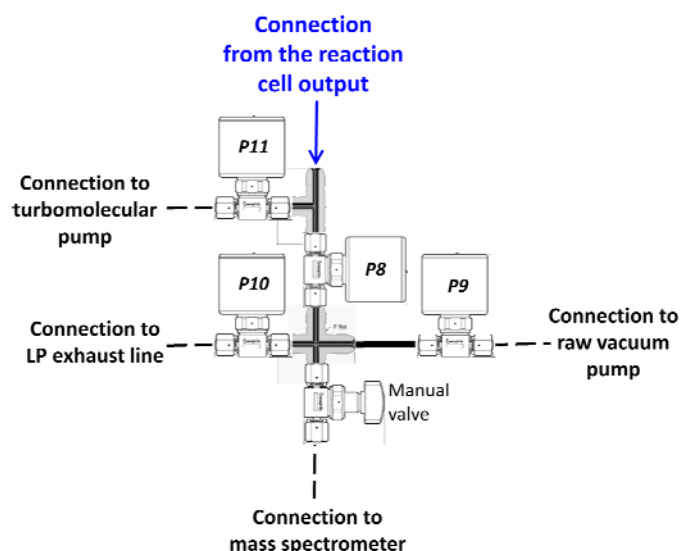 Connection
from the reaction
cell output
P11
Connection to
turbomolecular
pump
P8
P10
P9
Connection to
LP exhaust line
Connection to
raw vacuum
pump
Manual
valve
Connection to
mass spectrometer